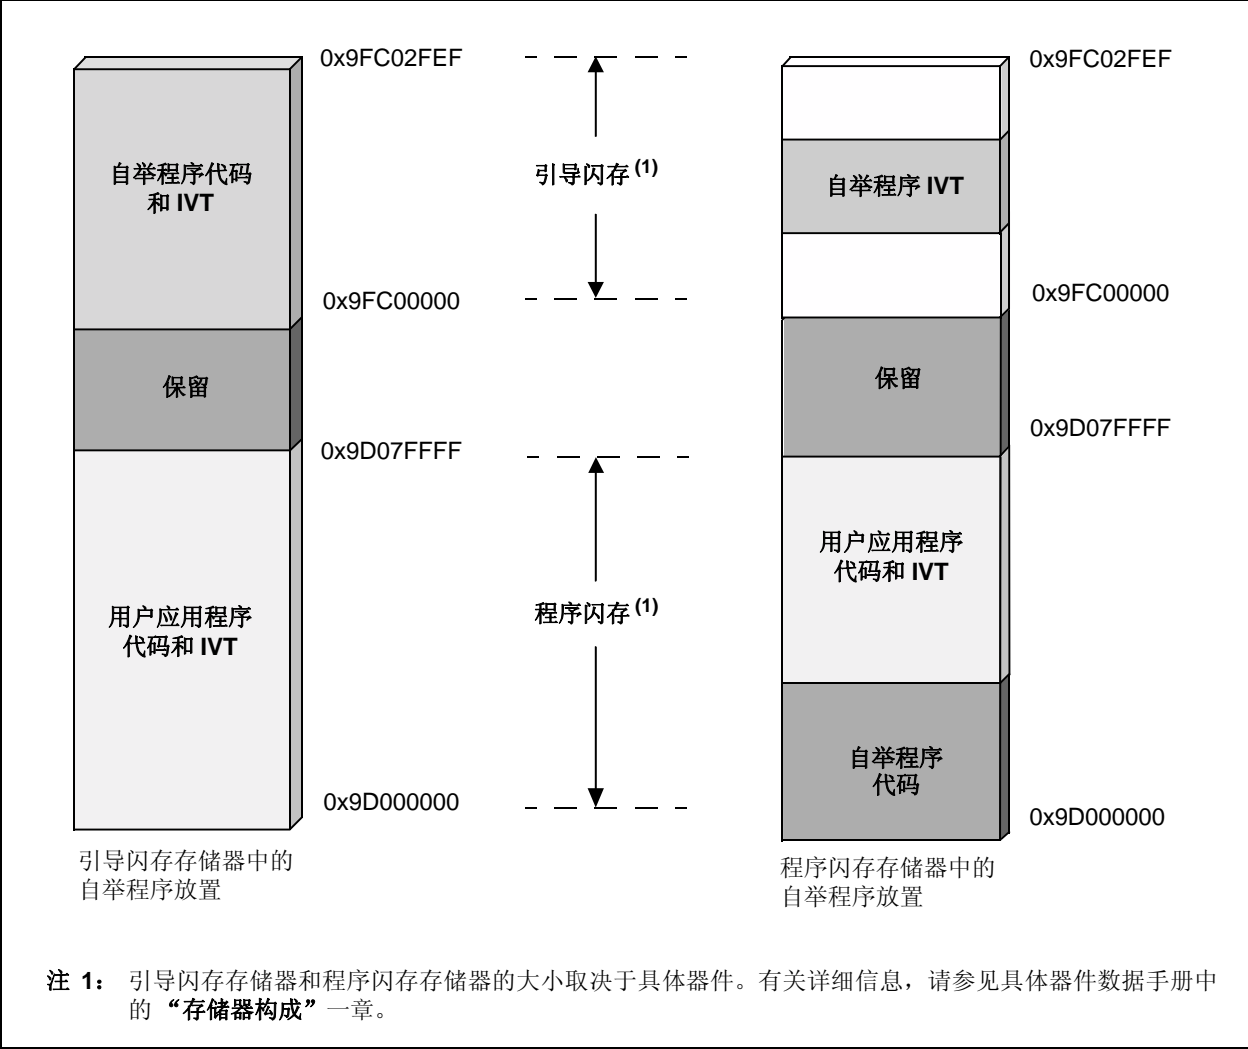 0x9FC02FEF
自举程序代码
和 IVT
0x9FC00000
保留
0x9D07FFFF
用户应用程序
代码和 IVT
0x9D000000
引导闪存存储器中的
自举程序放置
引导闪存 (1)
程序闪存 (1)
0x9FC02FEF
自举程序 IVT
0x9FC00000
保留
0x9D07FFFF
用户应用程序
代码和 IVT
自举程序
代码
0x9D000000
程序闪存存储器中的
自举程序放置
注 1： 引导闪存存储器和程序闪存存储器的大小取决于具体器件。有关详细信息，请参见具体器件数据手册中
的 “存储器构成”一章。